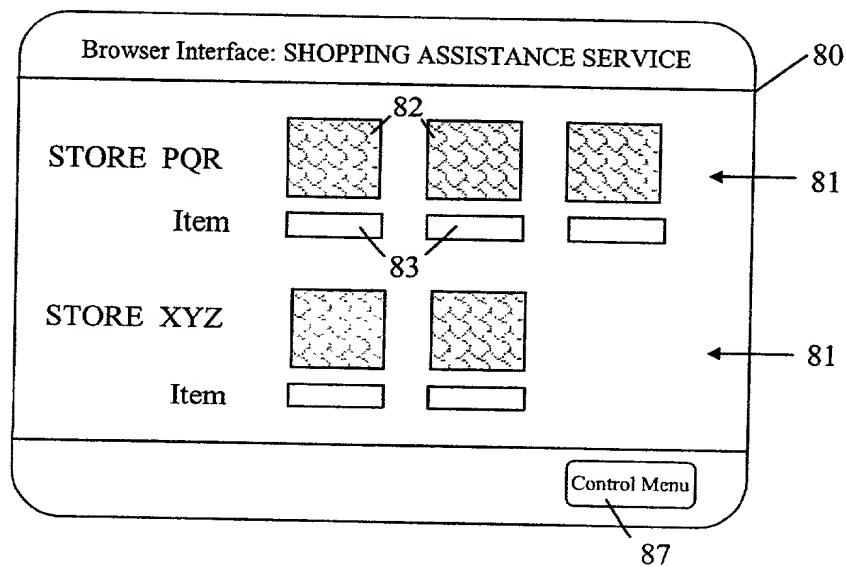 Browser Interface: SHOPPING ASSISTANCE SERVICE
80
82
STORE PQR
81
Item
83
STORE XYZ
81
Item
Control Menu
87